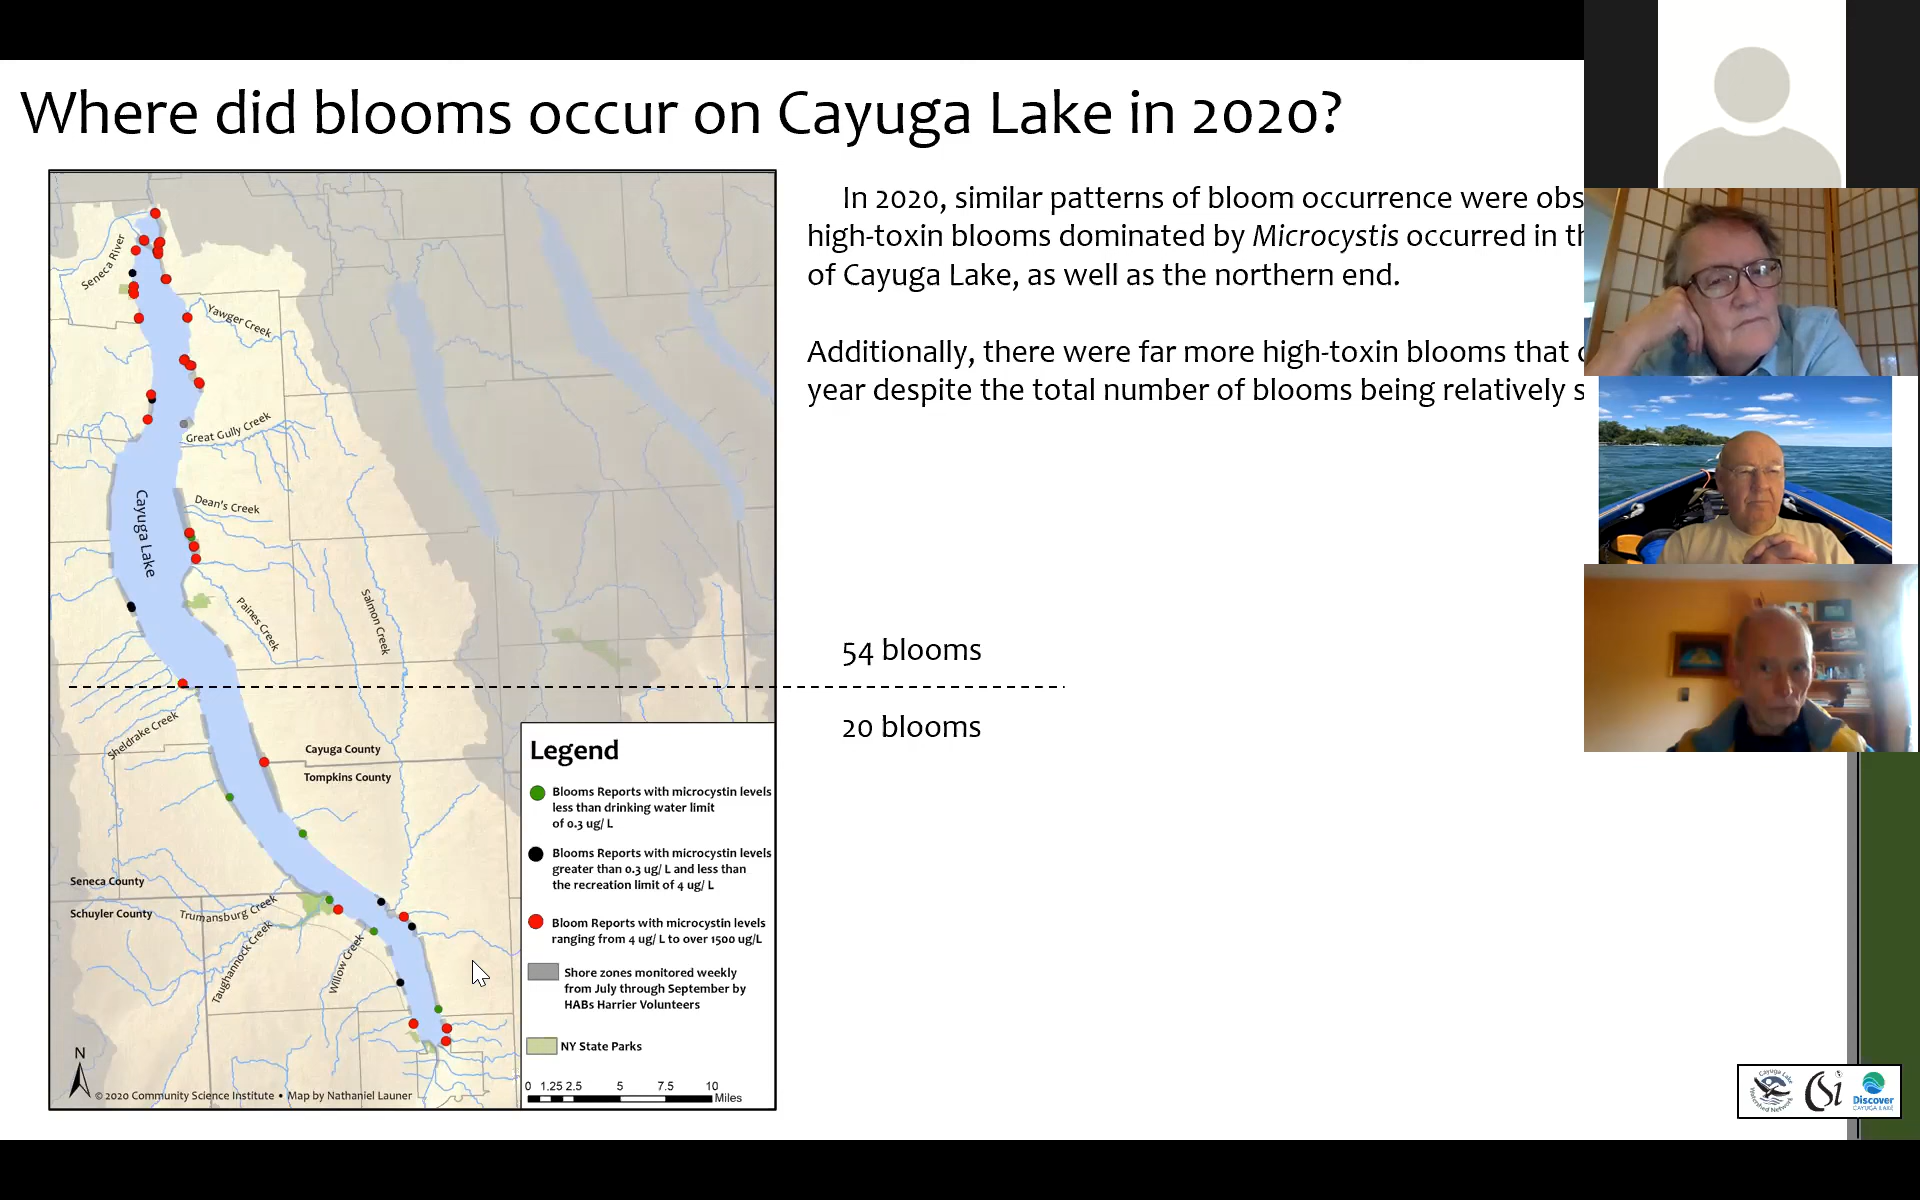 Where did blooms occur on Cayuga Lake in 2020?
In 2020, similar patterns of bloom occurrence were obs
high-toxin blooms dominated by Microcystis occurred in th
of Cayuga Lake, as well as the northern end.
Additionally, there were far more high-toxin blooms that
year despite the total number of blooms being relatively s
54 blooms
20 blooms
Seneca River
Yawger Creek
Great Gully Creek
Cayuga Lake
Dean's Creek
Paines Creek
Salmon Creek
Sheldrake Creek
Cayuga County
Tompkins County
Seneca County
Schuyler County
Trumansburg Creek
Taughannock Creek
Willow Creek
N
© 2020 Community Science Institute • Map by Nathaniel Launer
Legend
Blooms Reports with microcystin levels
less than drinking water limit
of 0.3 ug/ L
Blooms Reports with microcystin levels
greater than 0.3 ug/ L and less than
the recreation limit of 4 ug/ L
Bloom Reports with microcystin levels
ranging from 4 ug/ L to over 1500 ug/L
Shore zones monitored weekly
from July through September by
HABs Harrier Volunteers
NY State Parks
0 1.25 2.5 5 7.5 10
Miles
Cayuga Lake
Watershed Network
CSi
Discover
CAYUGA LAKE